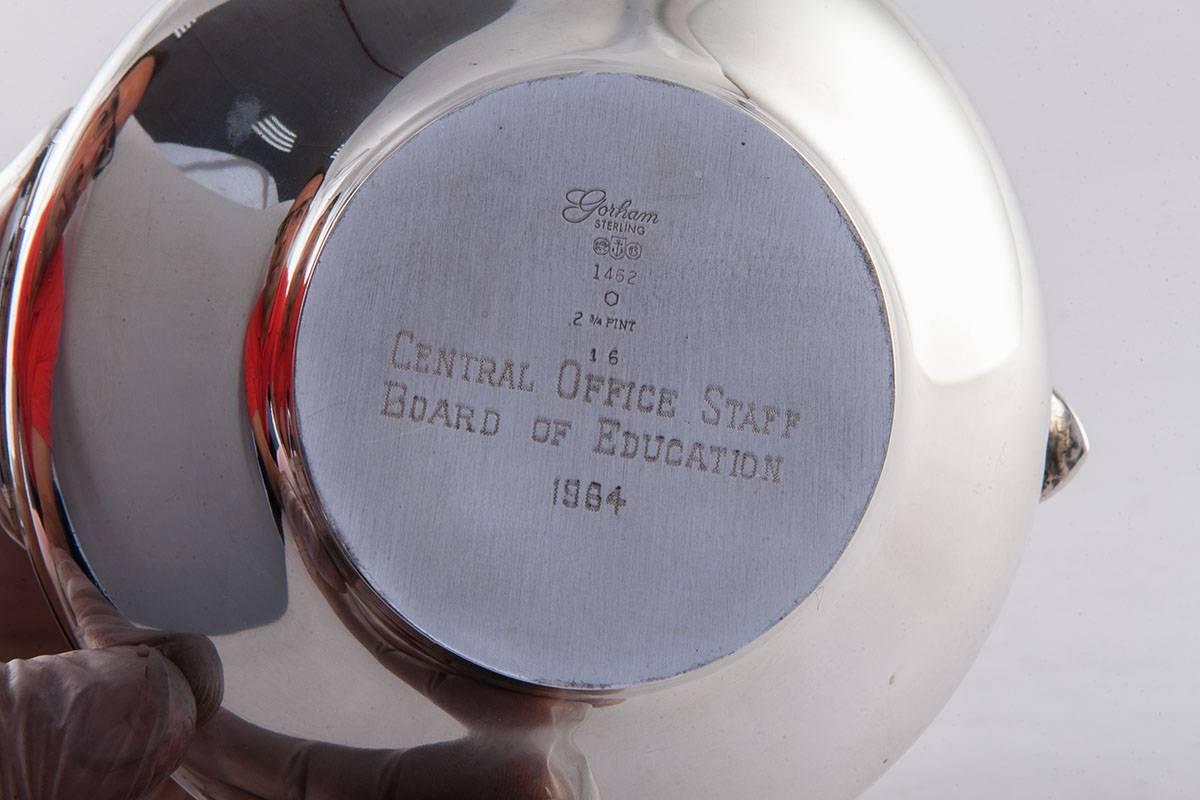 Gorham
STERLING
1462
2 3/4 PINT
16
CENTRAL OFFICE STAFF
BOARD OF EDUCATION
1964